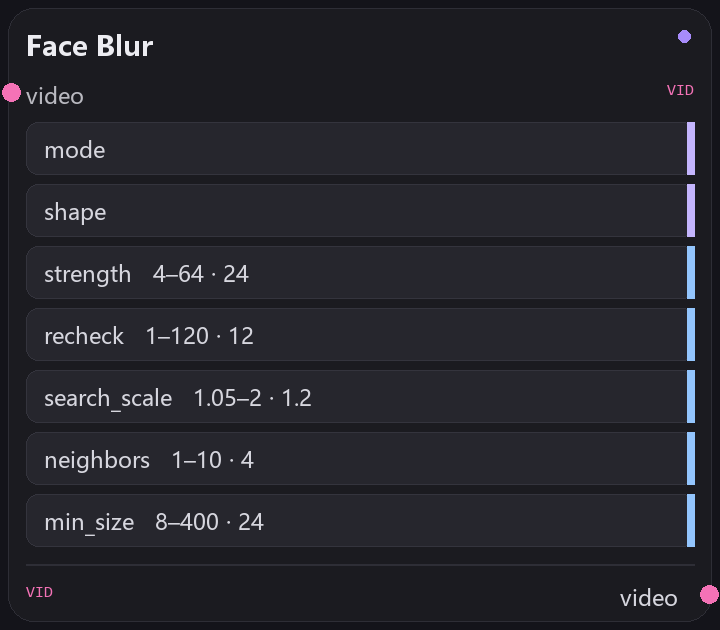 Face Blur
video VID
mode
shape
strength 4–64 · 24
recheck 1–120 · 12
search_scale 1.05–2 · 1.2
neighbors 1–10 · 4
min_size 8–400 · 24
VID video